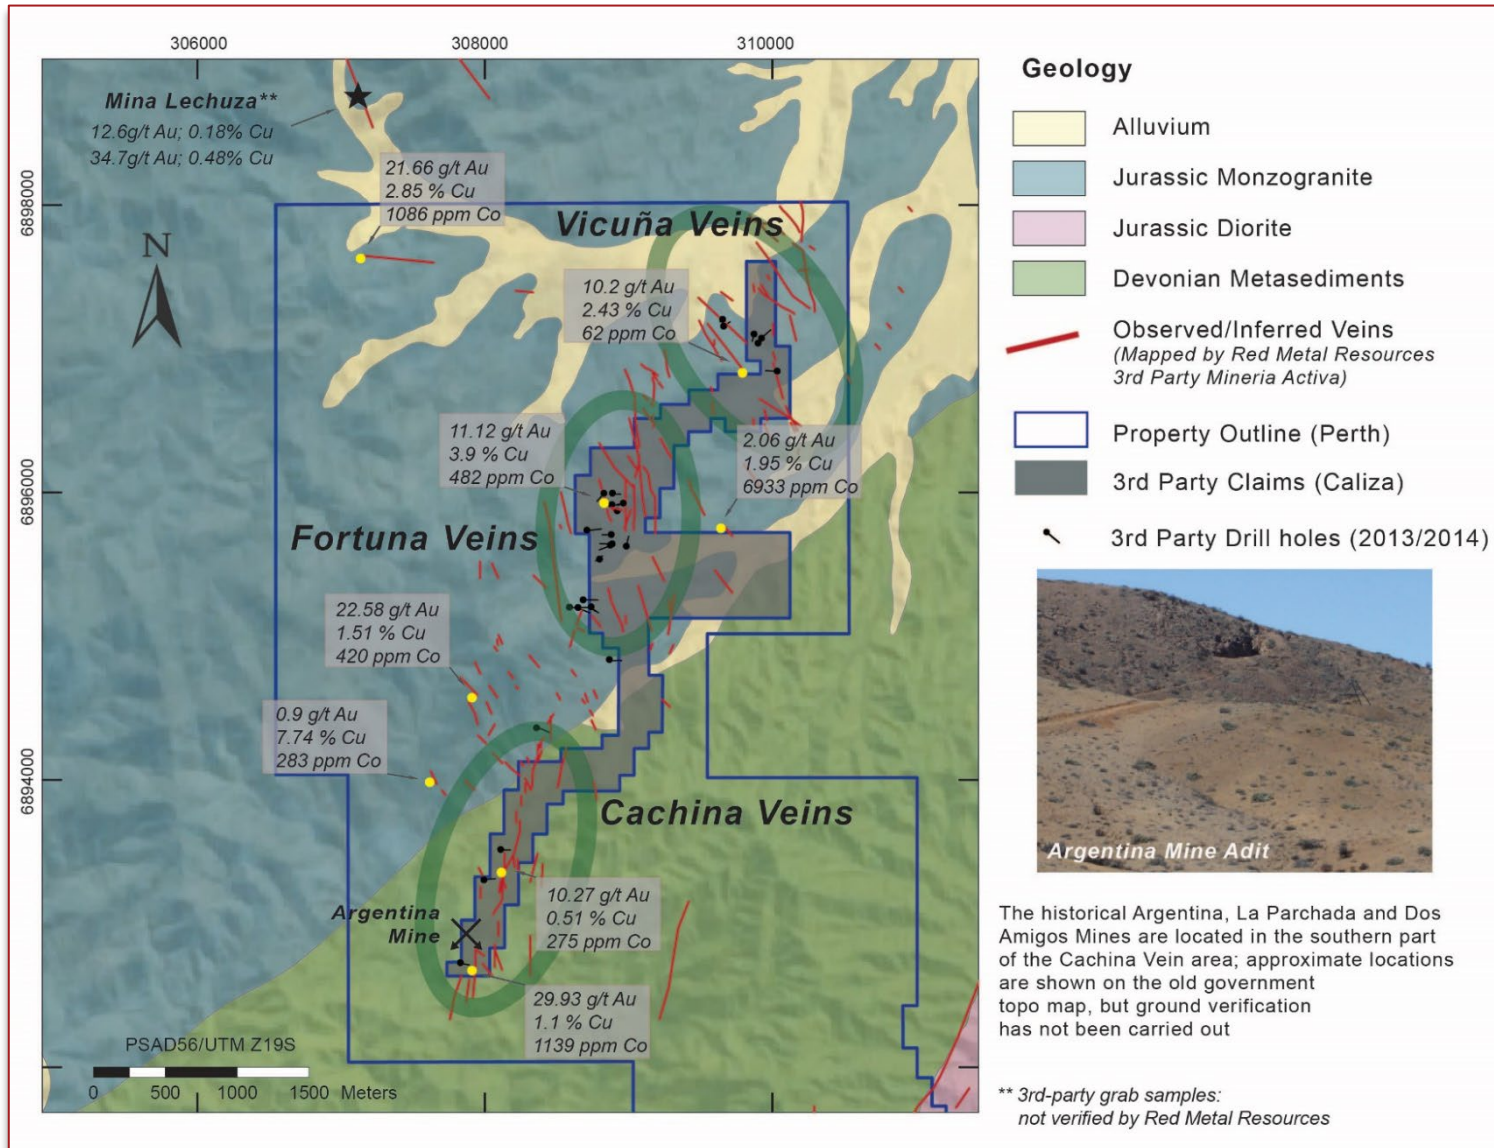 306000
308000
310000
6898000
6896000
6894000
Mina Lechuza**
12.6g/t Au; 0.18% Cu
34.7g/t Au; 0.48% Cu
21.66 g/t Au
2.85 % Cu
1086 ppm Co
N
Vicuña Veins
10.2 g/t Au
2.43 % Cu
62 ppm Co
11.12 g/t Au
3.9 % Cu
482 ppm Co
2.06 g/t Au
1.95 % Cu
6933 ppm Co
Fortuna Veins
22.58 g/t Au
1.51 % Cu
420 ppm Co
0.9 g/t Au
7.74 % Cu
283 ppm Co
Cachina Veins
10.27 g/t Au
0.51 % Cu
275 ppm Co
Argentina
Mine
29.93 g/t Au
1.1 % Cu
1139 ppm Co
PSAD56/UTM Z19S
0 500 1000 1500 Meters
Geology
Alluvium
Jurassic Monzogranite
Jurassic Diorite
Devonian Metasediments
Observed/Inferred Veins
(Mapped by Red Metal Resources
3rd Party Mineria Activa)
Property Outline (Perth)
3rd Party Claims (Caliza)
3rd Party Drill holes (2013/2014)
Argentina Mine Adit
The historical Argentina, La Parchada and Dos
Amigos Mines are located in the southern part
of the Cachina Vein area; approximate locations
are shown on the old government
topo map, but ground verification
has not been carried out
** 3rd-party grab samples:
not verified by Red Metal Resources